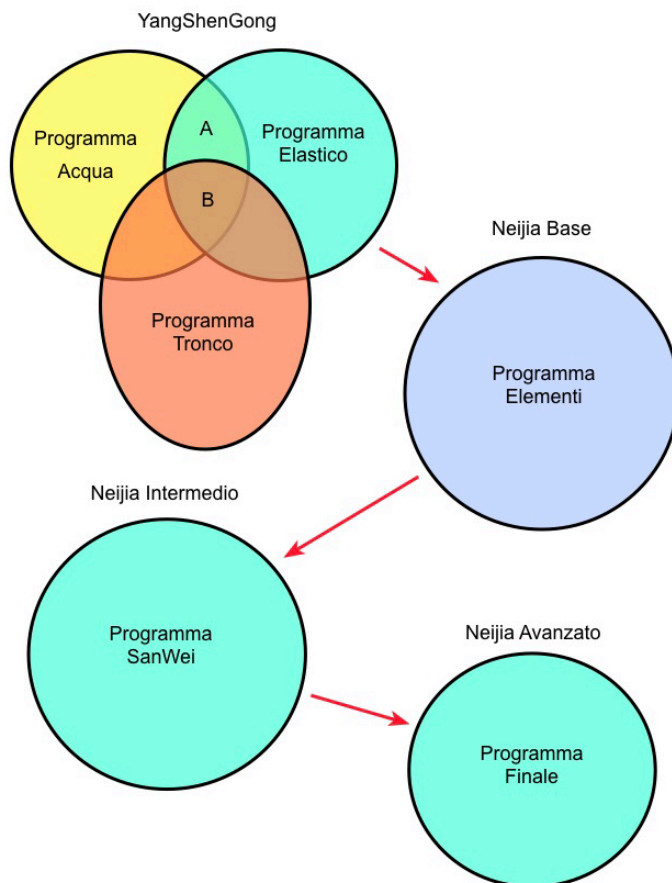 YangShenGong
Programma
Acqua
A
Programma
Elastico
B
Programma
Tronco
Neijia Base
Programma
Elementi
Neijia Intermedio
Programma
SanWei
Neijia Avanzato
Programma
Finale